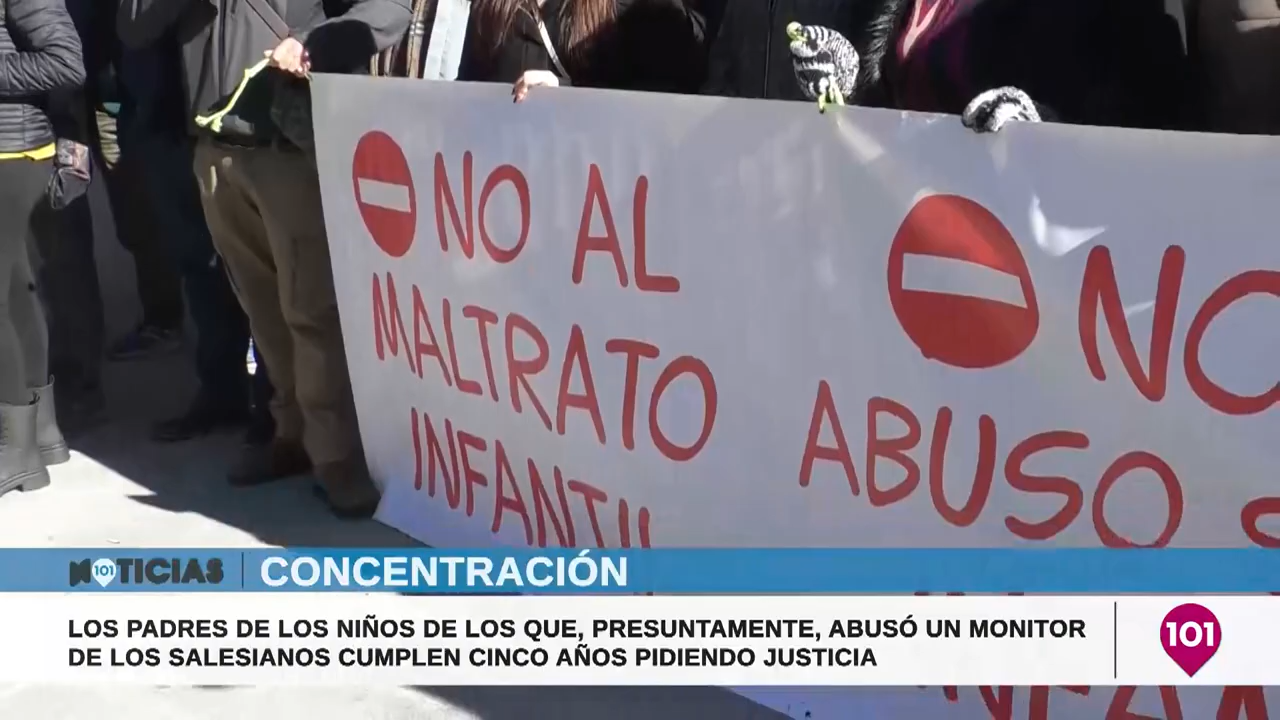 NO AL
MALTRATO
INFANTIL
NO
ABUSO
NOTICIAS
101
CONCENTRACIÓN
LOS PADRES DE LOS NIÑOS DE LOS QUE, PRESUNTAMENTE, ABUSÓ UN MONITOR
DE LOS SALESIANOS CUMPLEN CINCO AÑOS PIDIENDO JUSTICIA
101